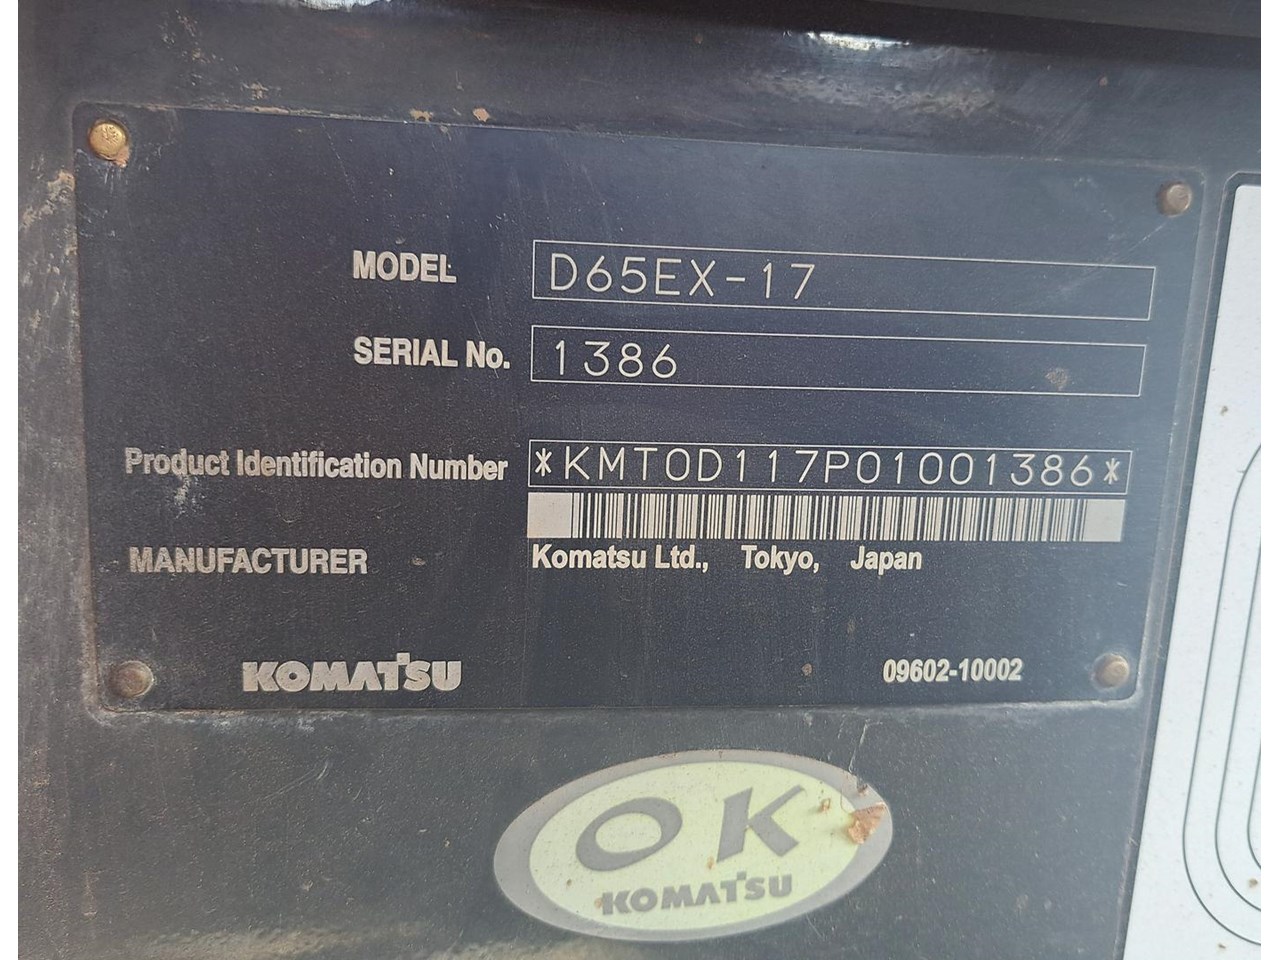 MODEL D65EX-17
SERIAL No. 1386
Product Identification Number *KMT0D117P01001386*
MANUFACTURER Komatsu Ltd., Tokyo, Japan
KOMATSU 09602-10002
OK
KOMATSU